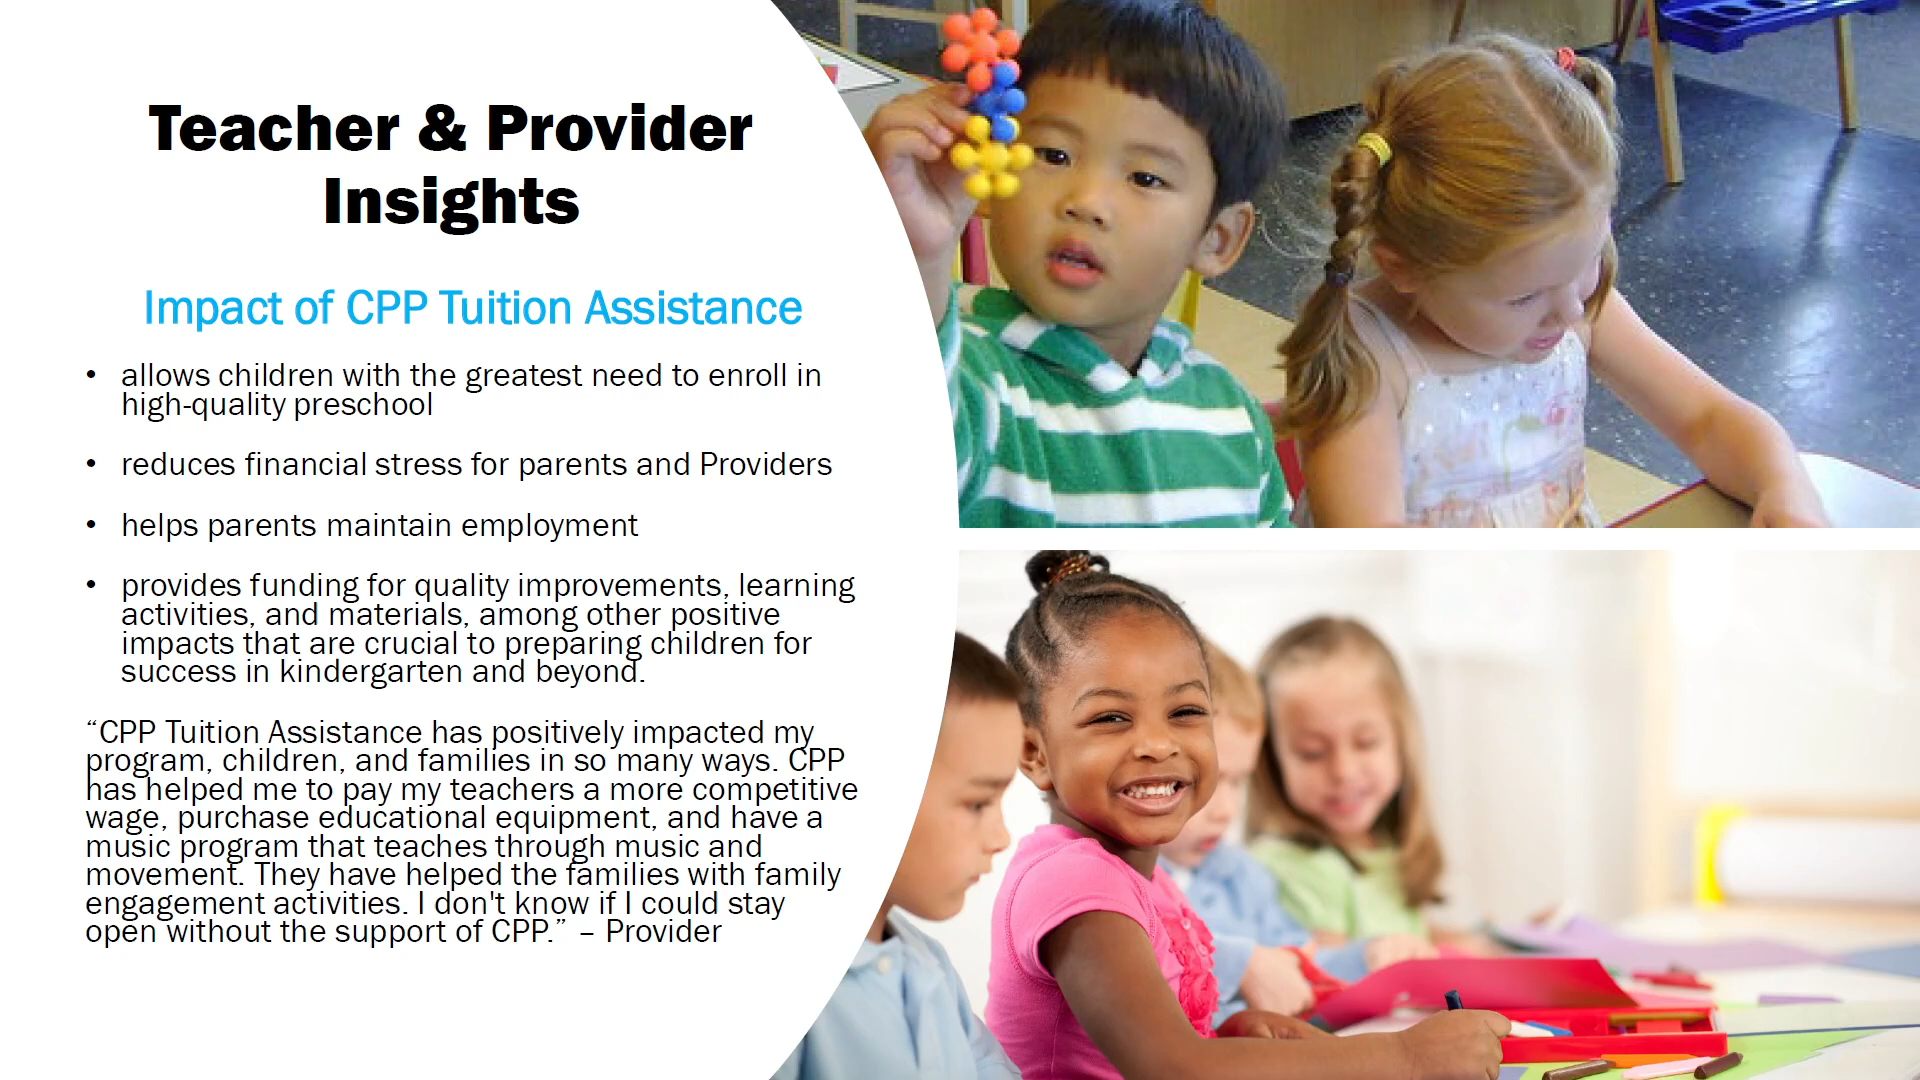 Teacher & Provider
Insights
Impact of CPP Tuition Assistance
• allows children with the greatest need to enroll in
high-quality preschool
• reduces financial stress for parents and Providers
• helps parents maintain employment
• provides funding for quality improvements, learning
activities, and materials, among other positive
impacts that are crucial to preparing children for
success in kindergarten and beyond.
“CPP Tuition Assistance has positively impacted my
program, children, and families in so many ways. CPP
has helped me to pay my teachers a more competitive
wage, purchase educational equipment, and have a
music program that teaches through music and
movement. They have helped the families with family
engagement activities. I don't know if I could stay
open without the support of CPP.” – Provider